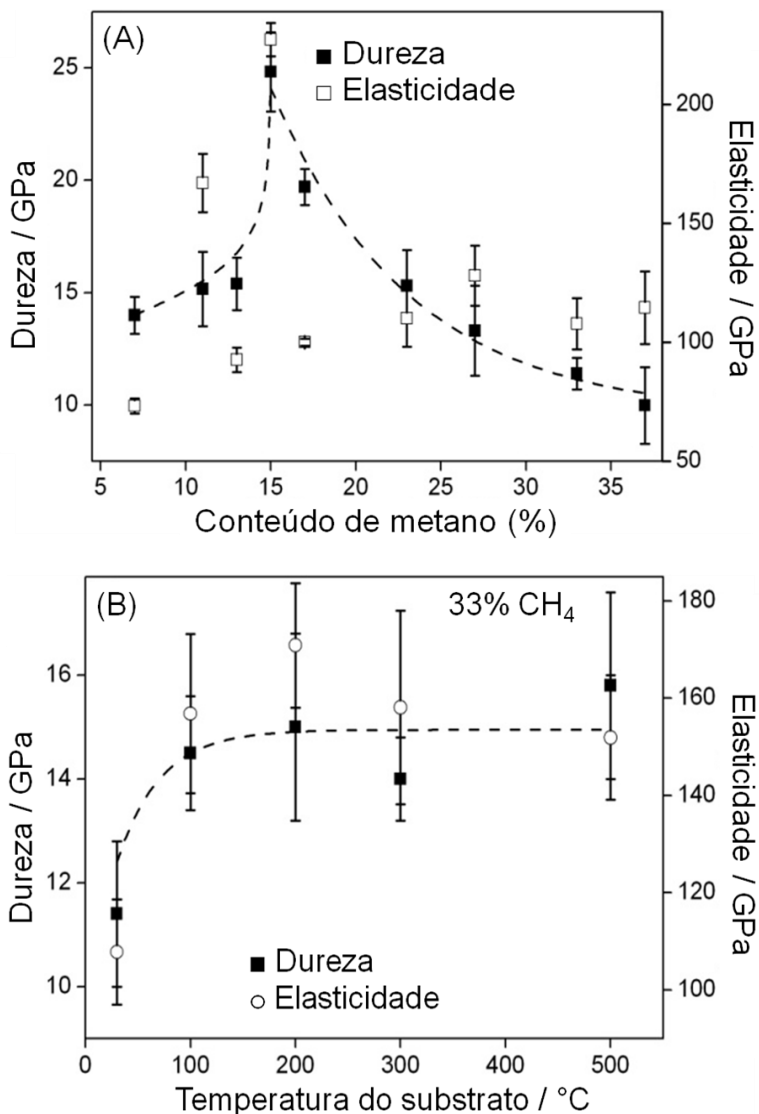 (A)
Dureza
Elasticidade
25
20
15
10
200
150
100
50
Dureza / GPa
Elasticidade / GPa
5 10 15 20 25 30 35
Conteúdo de metano (%)
(B)
33% CH₄
16
14
12
10
180
160
140
120
100
Dureza / GPa
Elasticidade / GPa
Dureza
Elasticidade
0 100 200 300 400 500
Temperatura do substrato / °C